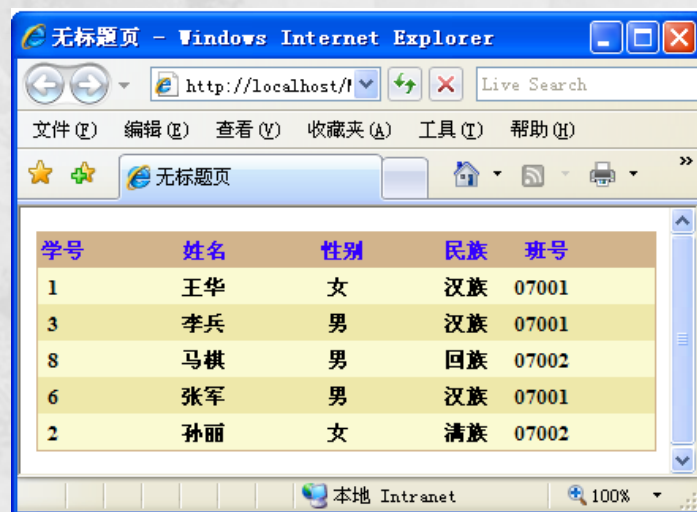 无标题页 - Windows Internet Explorer
http://localhost/ Live Search
文件(F) 编辑(E) 查看(V) 收藏夹(A) 工具(T) 帮助(H)
无标题页 »
学号 姓名 性别 民族 班号
1 王华 女 汉族 07001
3 李兵 男 汉族 07001
8 马棋 男 回族 07002
6 张军 男 汉族 07001
2 孙丽 女 满族 07002
本地 Intranet 100%